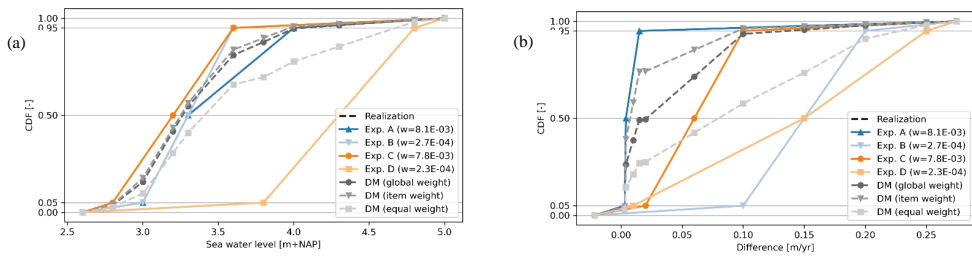 (a)
1.00
0.95
CDF [-]
0.50
0.05
0.00
Realization
Exp. A (w=8.1E-03)
Exp. B (w=2.7E-04)
Exp. C (w=7.8E-03)
Exp. D (w=2.3E-04)
DM (global weight)
DM (item weight)
DM (equal weight)
2.5 3.0 3.5 4.0 4.5 5.0
Sea water level [m+NAP]
(b)
1.00
0.95
CDF [-]
0.50
0.05
0.00
Realization
Exp. A (w=8.1E-03)
Exp. B (w=2.7E-04)
Exp. C (w=7.8E-03)
Exp. D (w=2.3E-04)
DM (global weight)
DM (item weight)
DM (equal weight)
0.00 0.05 0.10 0.15 0.20 0.25
Difference [m/yr]